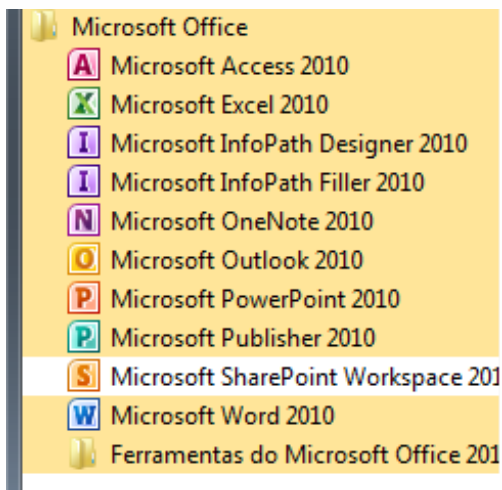 Microsoft Office
A Microsoft Access 2010
X Microsoft Excel 2010
I Microsoft InfoPath Designer 2010
I Microsoft InfoPath Filler 2010
N Microsoft OneNote 2010
O Microsoft Outlook 2010
P Microsoft PowerPoint 2010
P Microsoft Publisher 2010
S Microsoft SharePoint Workspace 201
W Microsoft Word 2010
Ferramentas do Microsoft Office 201